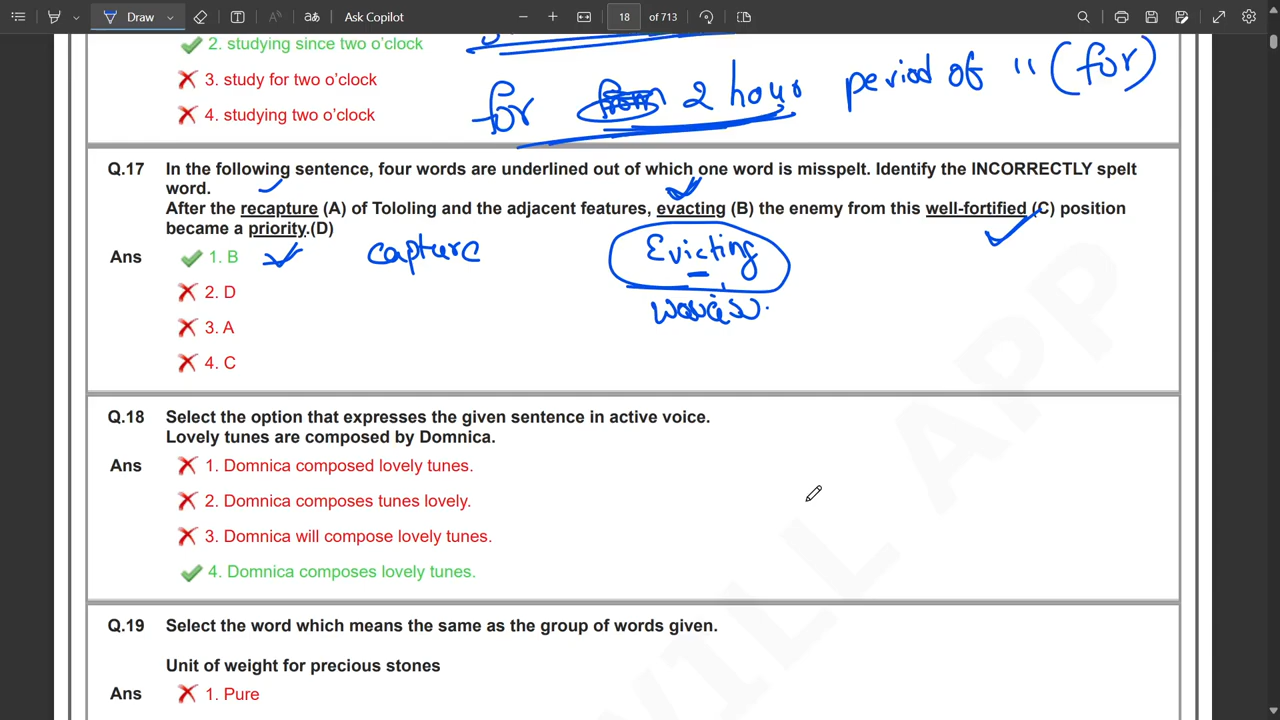 Draw
aあ
Ask Copilot
18 of 713
2. studying since two o'clock
3. study for two o'clock
4. studying two o'clock
for from 2 hour period of " (for)
Q.17 In the following sentence, four words are underlined out of which one word is misspelt. Identify the INCORRECTLY spelt
word.
After the recapture (A) of Tololing and the adjacent features, evacting (B) the enemy from this well-fortified (C) position
became a priority.(D)
capture Evicting
Ans 1. B
2. D
3. A
4. C
Q.18 Select the option that expresses the given sentence in active voice.
Lovely tunes are composed by Domnica.
Ans 1. Domnica composed lovely tunes.
2. Domnica composes tunes lovely.
3. Domnica will compose lovely tunes.
4. Domnica composes lovely tunes.
Q.19 Select the word which means the same as the group of words given.
Unit of weight for precious stones
Ans 1. Pure
VILL APP